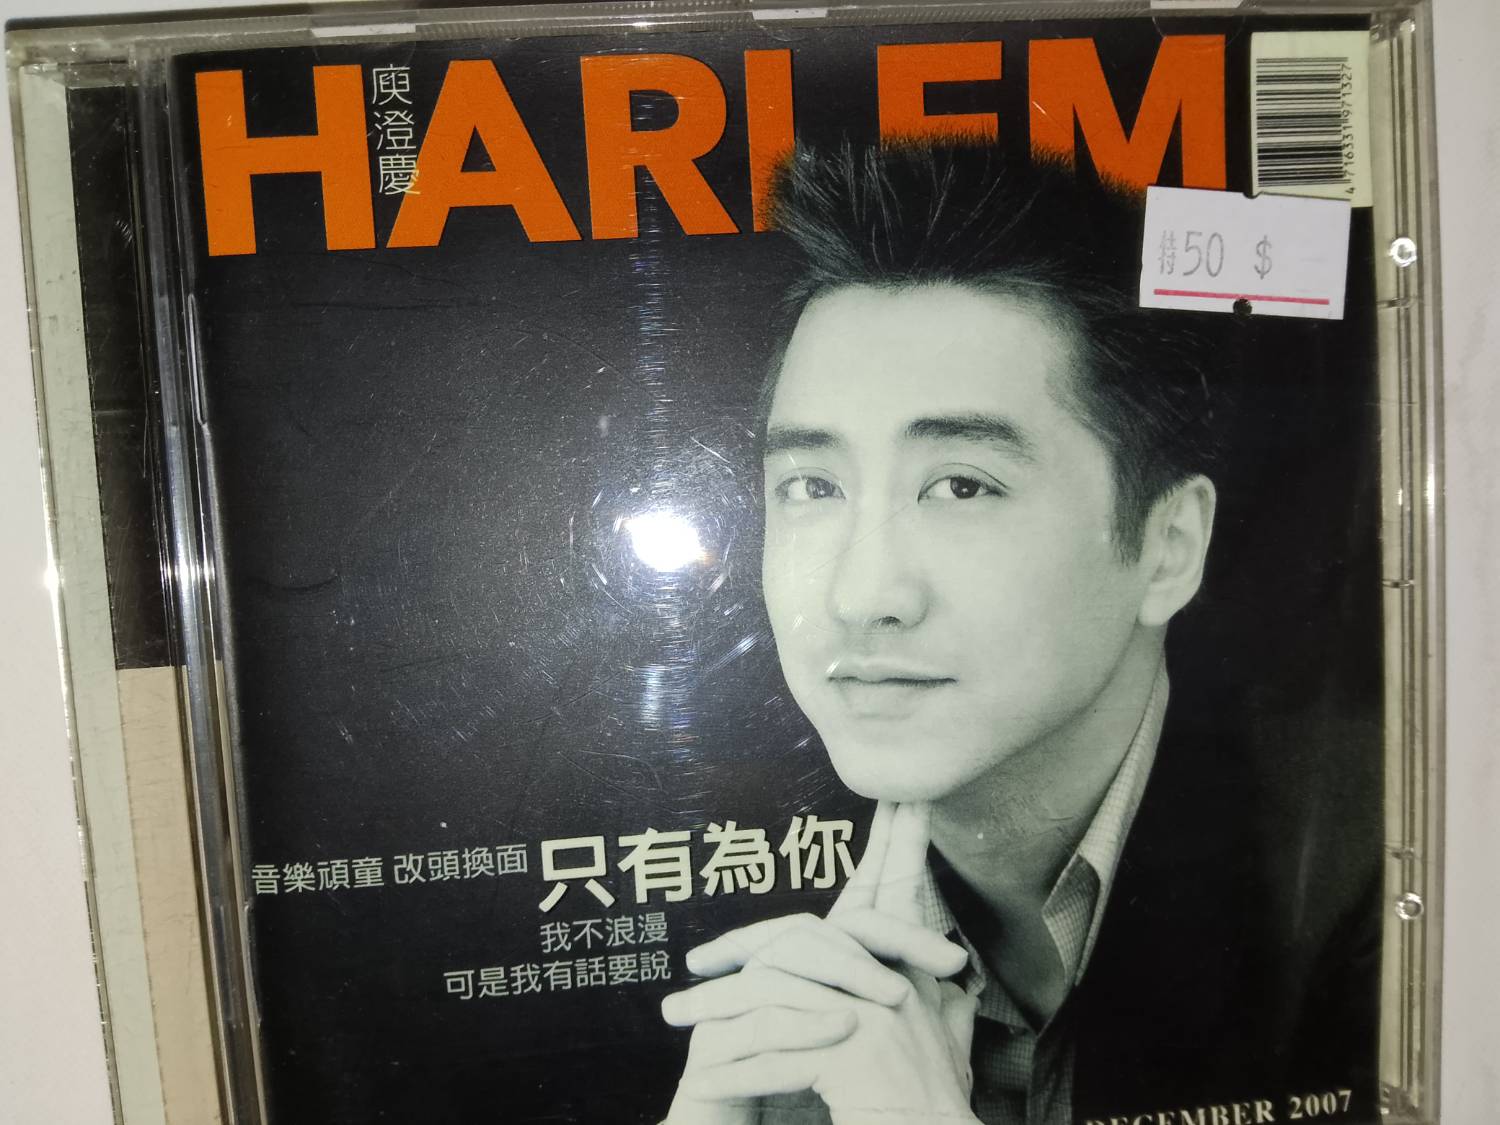 HARLEM
庾澄慶
4716331971327
特50 $
音樂頑童 改頭換面 只有為你
我不浪漫
可是我有話要說
DECEMBER 2007